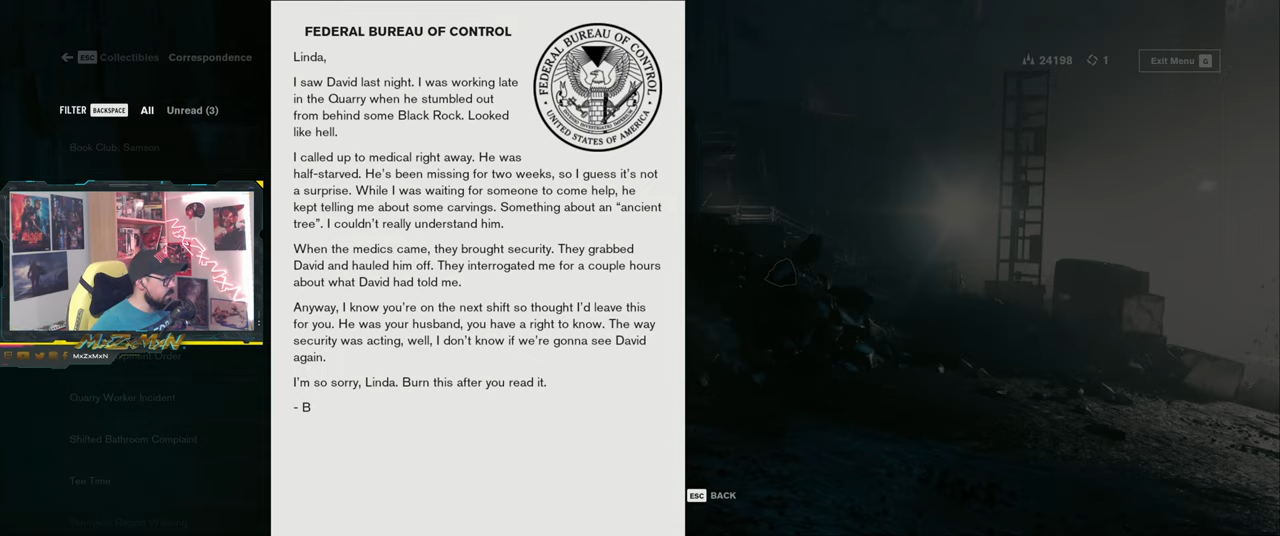 FEDERAL BUREAU OF CONTROL
FEDERAL BUREAU OF CONTROL
UNITED STATES OF AMERICA
Linda,
I saw David last night. I was working late
in the Quarry when he stumbled out
from behind some Black Rock. Looked
like hell.
I called up to medical right away. He was
half-starved. He's been missing for two weeks, so I guess it's not
a surprise. While I was waiting for someone to come help, he
kept telling me about some carvings. Something about an “ancient
tree”. I couldn't really understand him.
When the medics came, they brought security. They grabbed
David and hauled him off. They interrogated me for a couple hours
about what David had told me.
Anyway, I know you're on the next shift so thought I'd leave this
for you. He was your husband, you have a right to know. The way
security was acting, well, I don't know if we're gonna see David
again.
I'm so sorry, Linda. Burn this after you read it.
- B
ESC Collectibles Correspondence
FILTER BACKSPACE All Unread (3)
Book Club: Samson
MxZxMxN
MxZxMxN
Order
Quarry Worker Incident
Shifted Bathroom Complaint
Tee Time
24198 1
Exit Menu G
ESC BACK